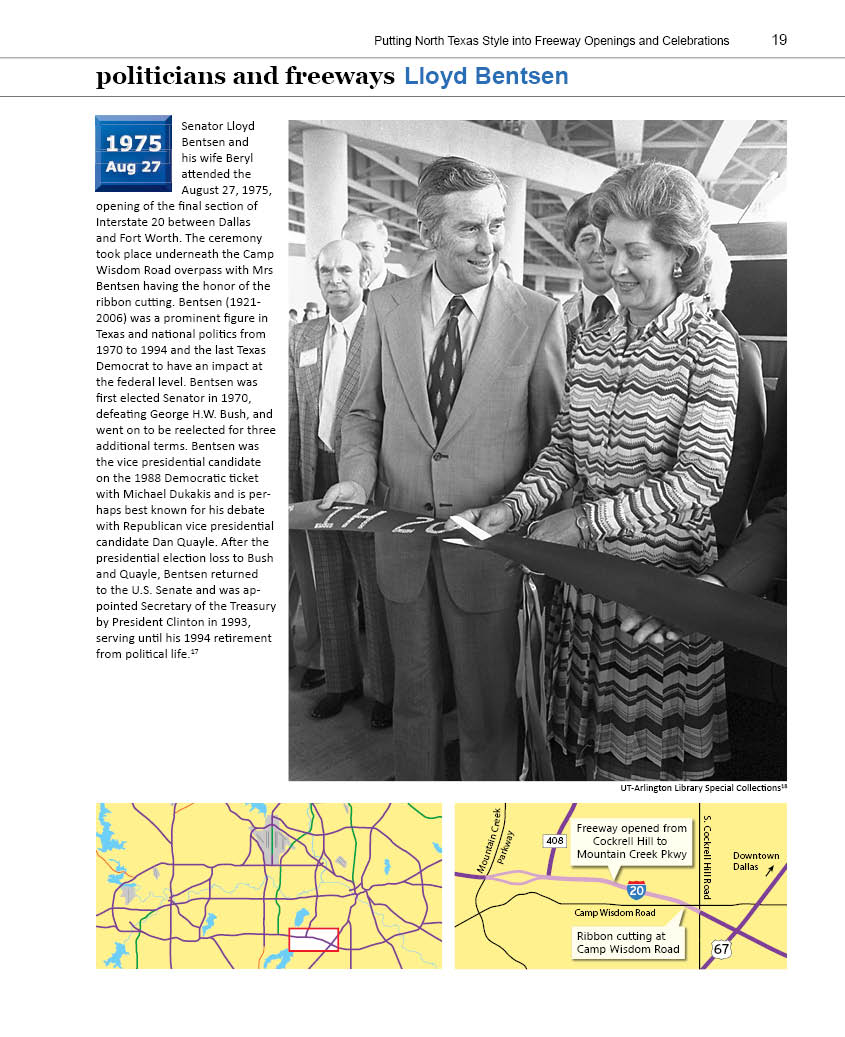 Putting North Texas Style into Freeway Openings and Celebrations 19
politicians and freeways Lloyd Bentsen
1975
Aug 27
Senator Lloyd
Bentsen and
his wife Beryl
attended the
August 27, 1975,
opening of the final section of
Interstate 20 between Dallas
and Fort Worth. The ceremony
took place underneath the Camp
Wisdom Road overpass with Mrs
Bentsen having the honor of the
ribbon cutting. Bentsen (1921-
2006) was a prominent figure in
Texas and national politics from
1970 to 1994 and the last Texas
Democrat to have an impact at
the federal level. Bentsen was
first elected Senator in 1970,
defeating George H.W. Bush, and
went on to be reelected for three
additional terms. Bentsen was
the vice presidential candidate
on the 1988 Democratic ticket
with Michael Dukakis and is per-
haps best known for his debate
with Republican vice presidential
candidate Dan Quayle. After the
presidential election loss to Bush
and Quayle, Bentsen returned
to the U.S. Senate and was ap-
pointed Secretary of the Treasury
by President Clinton in 1993,
serving until his 1994 retirement
from political life.17
IH 20
UT-Arlington Library Special Collections18
Mountain Creek
Parkway
408
Freeway opened from
Cockrell Hill to
Mountain Creek Pkwy
S. Cockrell Hill Road
Downtown
Dallas
20
Camp Wisdom Road
Ribbon cutting at
Camp Wisdom Road
67